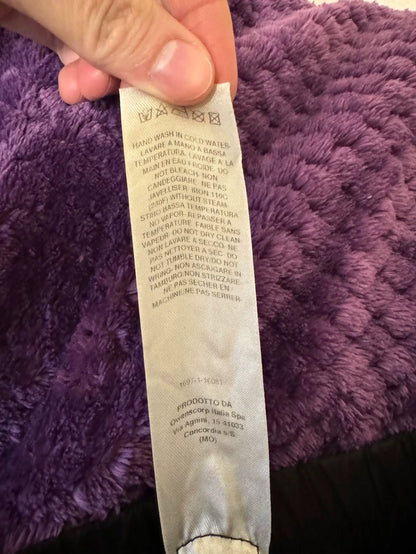 HAND WASH IN COLD WATER-
LAVARE A MANO A BASSA
TEMPERATURA- LAVAGE A LA
MAIN EN EAU FROIDE- DO
NOT BLEACH- NON
CANDEGGIARE- NE PAS
JAVELLISER- IRON 110C
(230F) WITHOUT STEAM-
STIRO BASSA TEMPERATURA
NO VAPOR- REPASSER A
TEMPERATURE FAIBLE SANS
VAPEUR- DO NOT DRY CLEAN-
NON LAVARE A SECCO- NE
PAS NETTOYER A SEC- DO
NOT TUMBLE DRY/DO NOT
WRING- NON ASCIUGARE IN
TAMBURO/NON STRIZZARE-
NE PAS SECHER EN
MACHINE/NE PAS SERRER-
PRODOTTO DA
Owenscorp Italia Spa
Via Agnini, 15 41033
Concordia s/S
(MO)